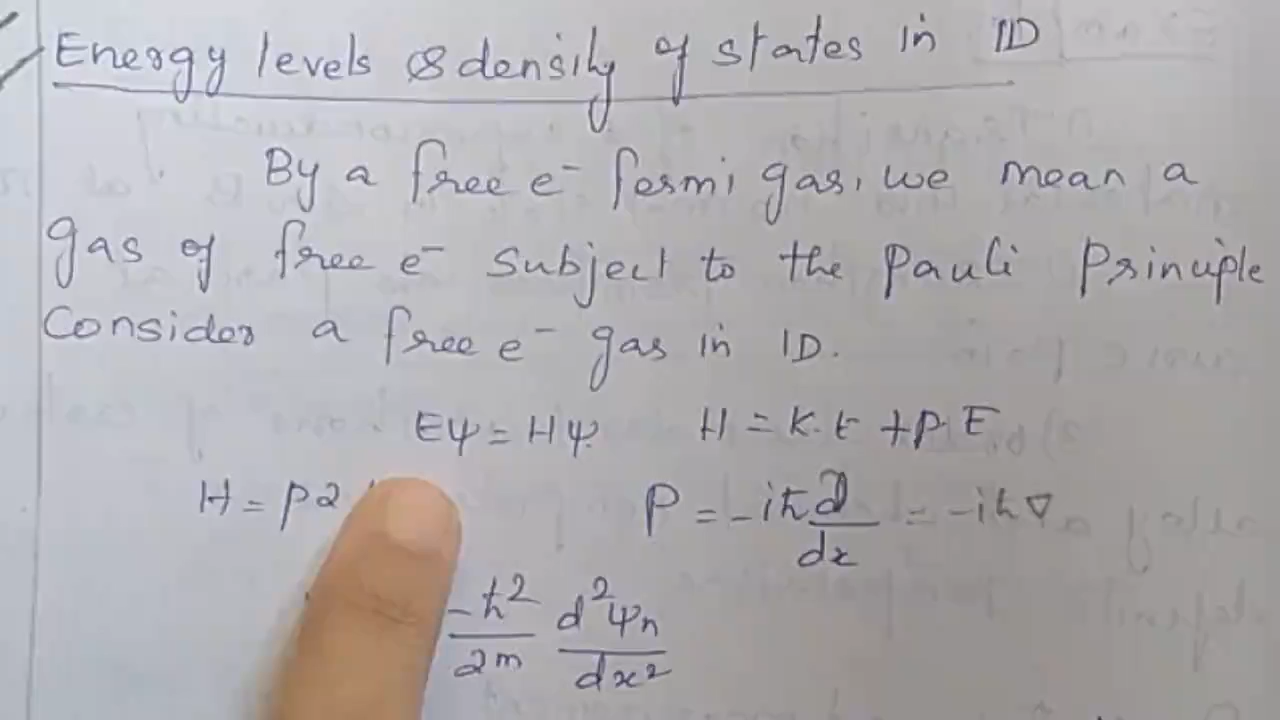 Energy levels & density of states in 1D
By a free e⁻ fermi gas, we mean a
gas of free e⁻ subject to the Pauli Principle
Consider a free e⁻ gas in 1D.
Eψ = Hψ. H = K.E + P.E
H = p2 P = -iħ d/dx = -iħ∇
-ħ²/2m d²ψn/dx²